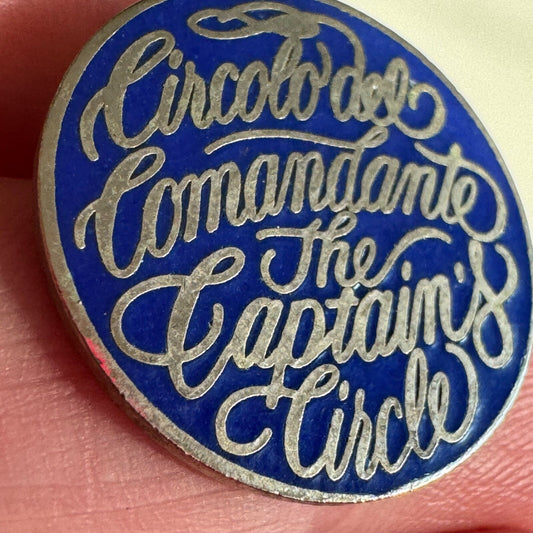 Circolo del
Comandante
The
Captain's
Circle